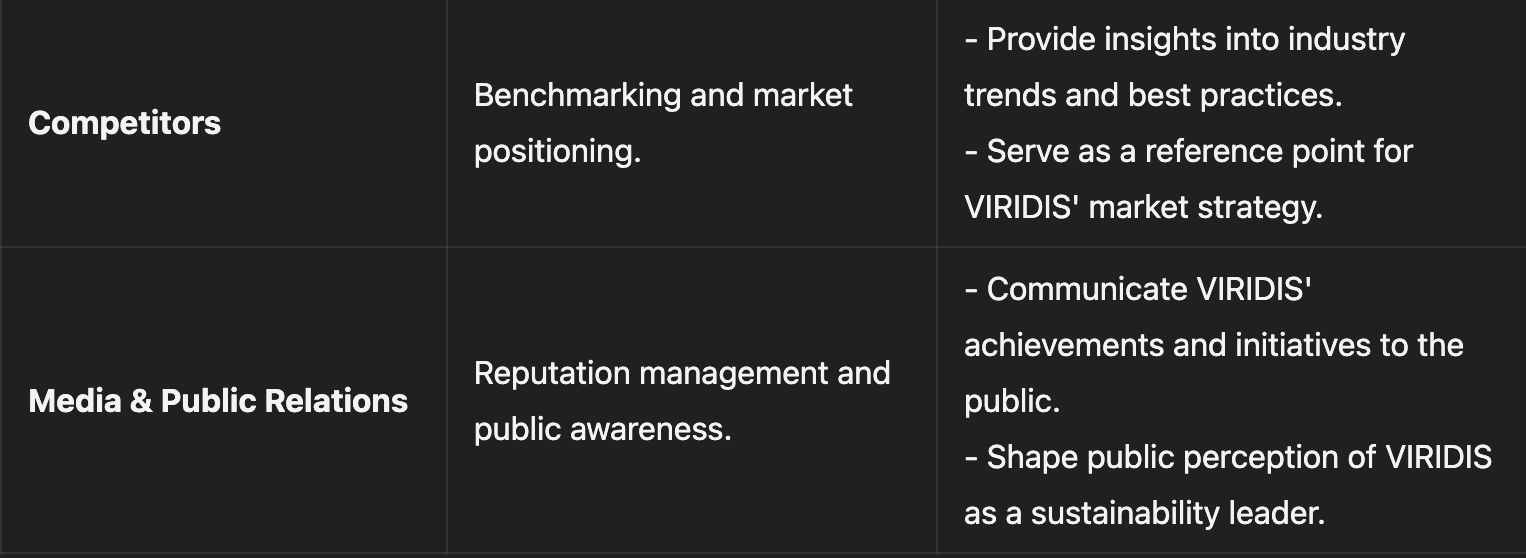 Competitors
Benchmarking and market
positioning.
- Provide insights into industry
trends and best practices.
- Serve as a reference point for
VIRIDIS' market strategy.
Media & Public Relations
Reputation management and
public awareness.
- Communicate VIRIDIS'
achievements and initiatives to the
public.
- Shape public perception of VIRIDIS
as a sustainability leader.